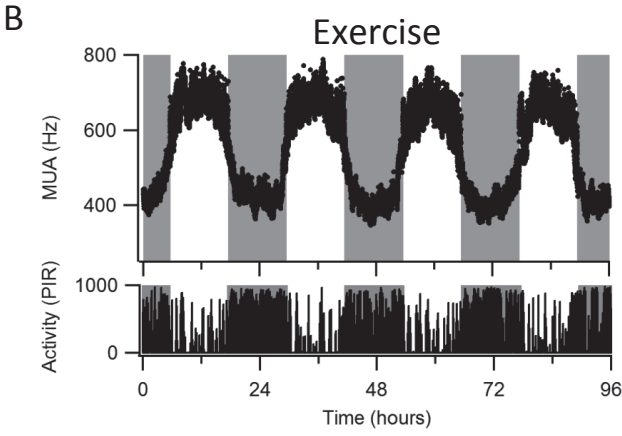 B
Exercise
800
600
400
MUA (Hz)
1000
0
Activity (PIR)
0 24 48 72 96
Time (hours)